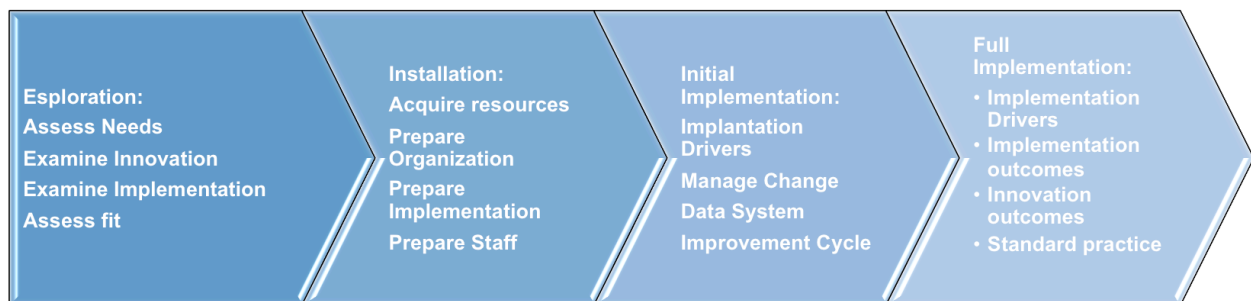 Esploration:
Assess Needs
Examine Innovation
Examine Implementation
Assess fit
Installation:
Acquire resources
Prepare
Organization
Prepare
Implementation
Prepare Staff
Initial
Implementation:
Implantation
Drivers
Manage Change
Data System
Improvement Cycle
Full
Implementation:
• Implementation
Drivers
• Implementation
outcomes
• Innovation
outcomes
• Standard practice